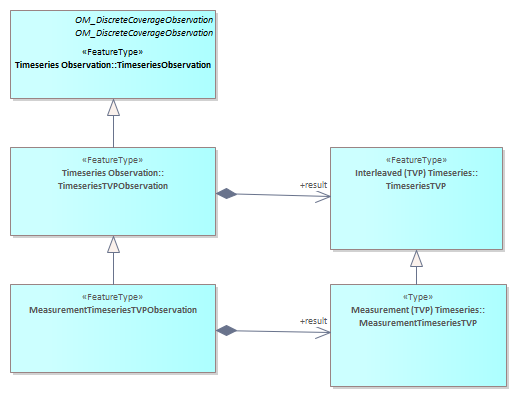 OM_DiscreteCoverageObservation
OM_DiscreteCoverageObservation
«FeatureType»
Timeseries Observation::TimeseriesObservation
«FeatureType»
Timeseries Observation::
TimeseriesTVPObservation
+result
«FeatureType»
Interleaved (TVP) Timeseries::
TimeseriesTVP
«FeatureType»
MeasurementTimeseriesTVPObservation
+result
«Type»
Measurement (TVP) Timeseries::
MeasurementTimeseriesTVP